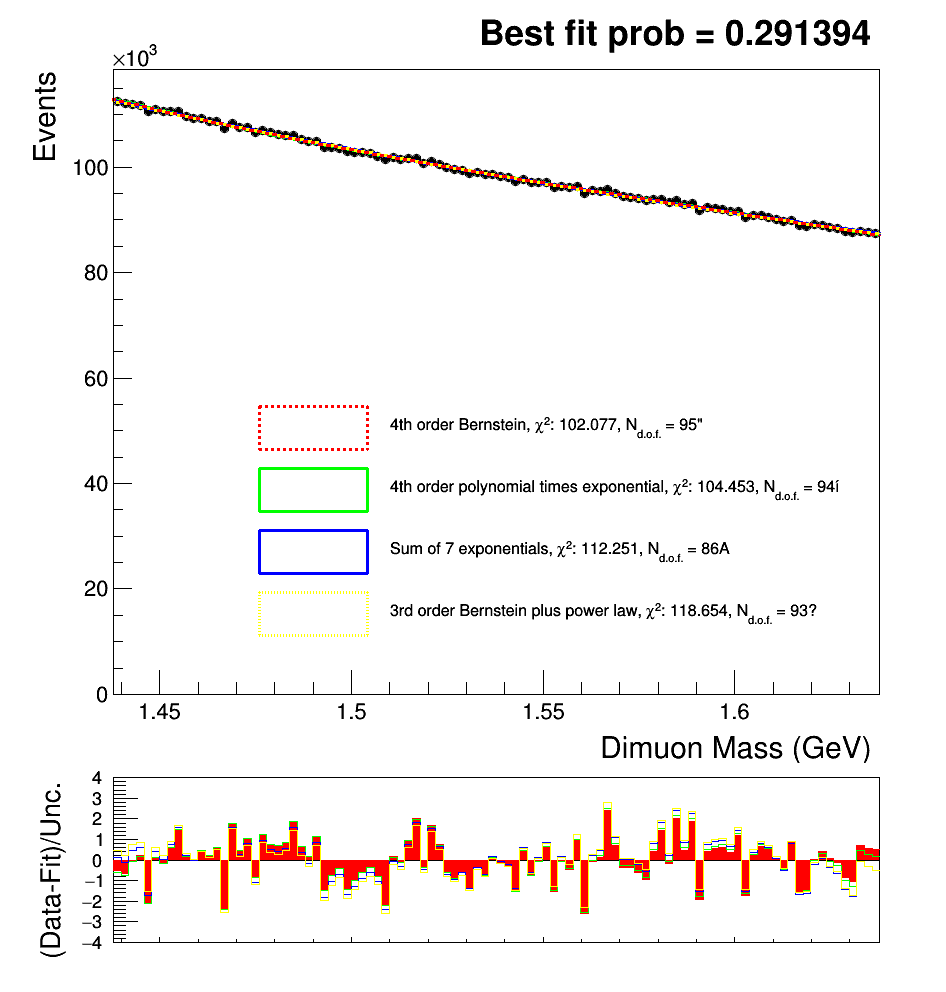 Best fit prob = 0.291394
×10³
Events
100
80
60
40
20
0
4th order Bernstein, χ²: 102.077, N_d.o.f. = 95"
4th order polynomial times exponential, χ²: 104.453, N_d.o.f. = 94í
Sum of 7 exponentials, χ²: 112.251, N_d.o.f. = 86A
3rd order Bernstein plus power law, χ²: 118.654, N_d.o.f. = 93?
1.45 1.5 1.55 1.6
Dimuon Mass (GeV)
(Data-Fit)/Unc.
4
3
2
1
0
−1
−2
−3
−4